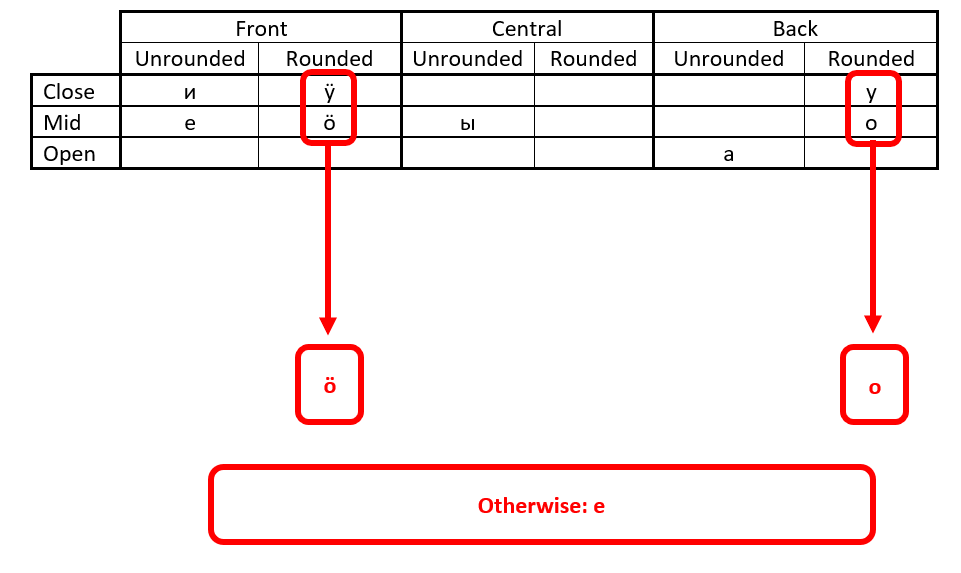 Front Central Back
Unrounded Rounded Unrounded Rounded Unrounded Rounded
Close и ӱ у
Mid е ӧ ы о
Open а
ӧ о
Otherwise: е